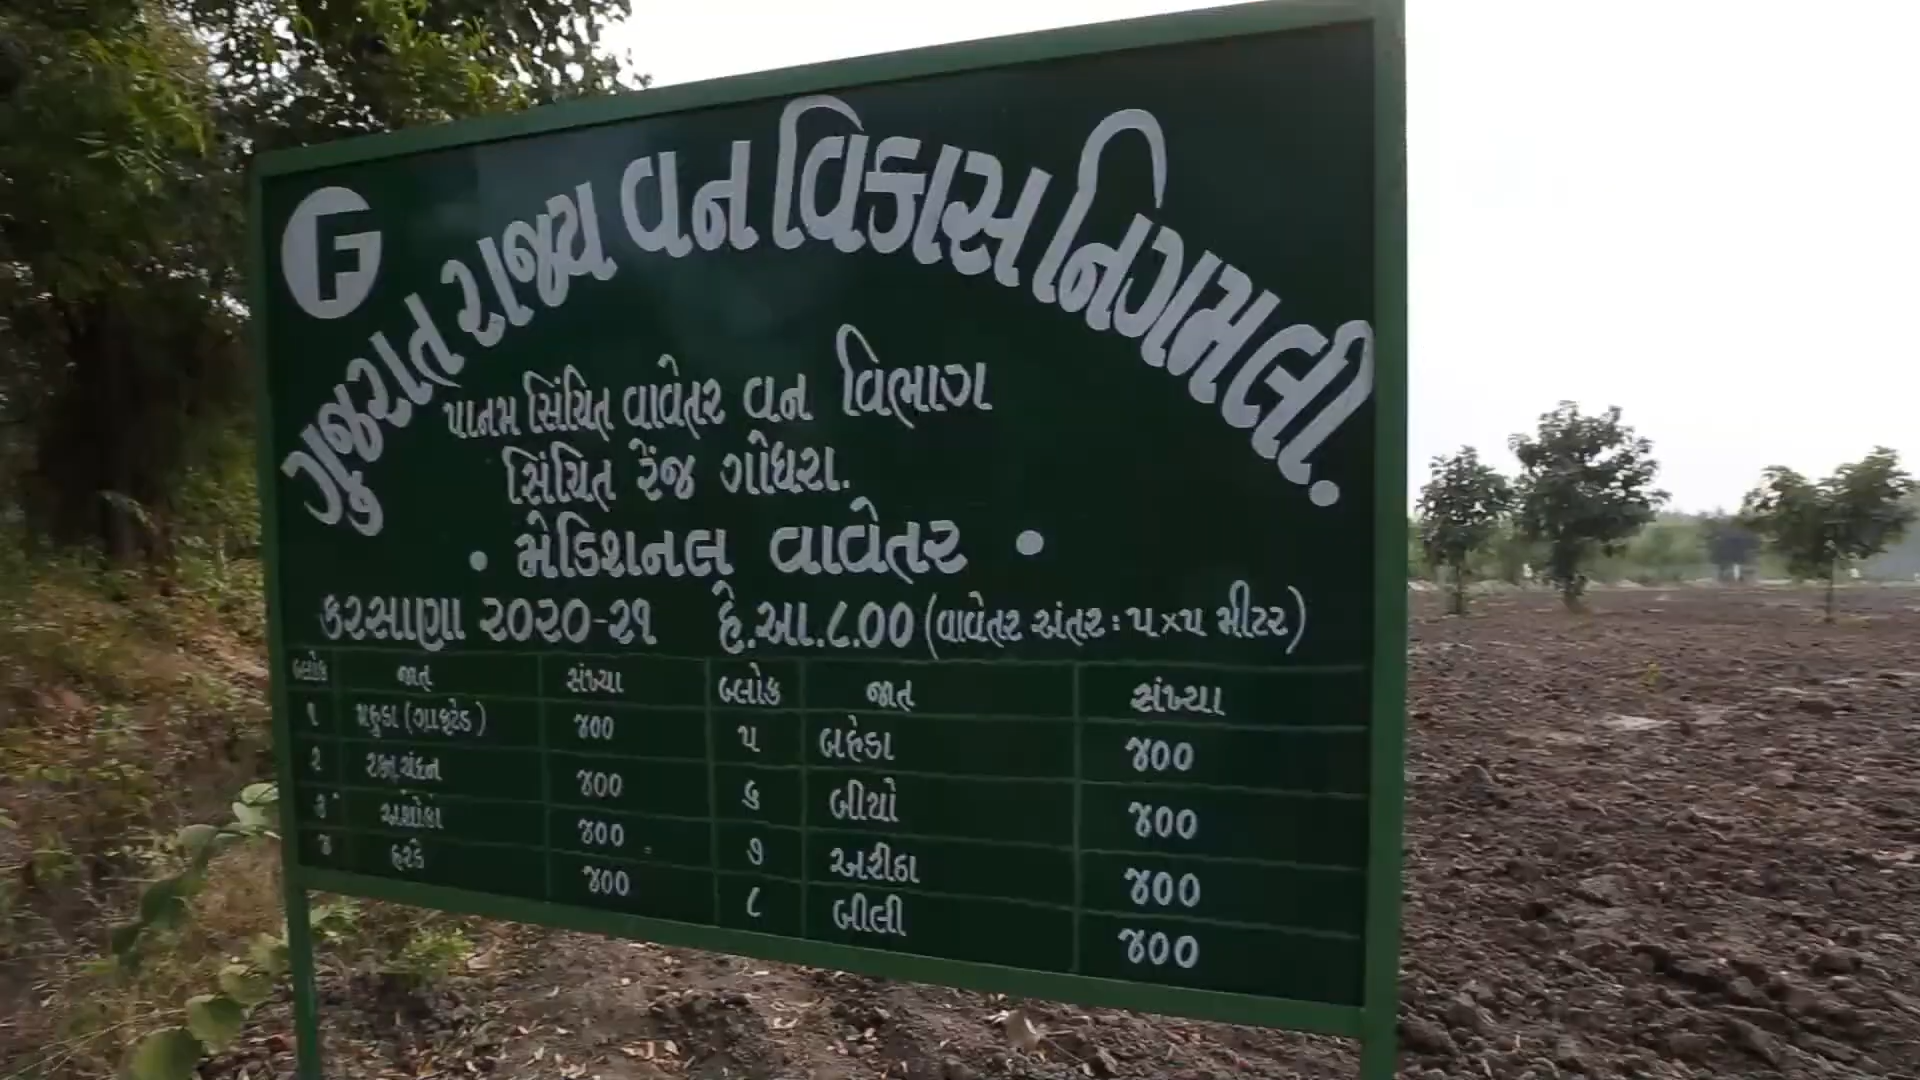 GF
ગુજરાત રાજ્ય વન વિકાસ નિગમ લી.
પાનમ સિંચિત વાવેતર વન વિભાગ
સિંચિત રેંજ ગોધરા.
• મેડિશનલ વાવેતર •
કરસાણા ૨૦૨૦-૨૧ હે.આ.૮.૦૦ (વાવેતર અંતર : ૫×૫ મીટર)
બ્લોક જાત સંખ્યા બ્લોક જાત સંખ્યા
૧ મહુડા (ગ્રાફ્ટેડ) ૪૦૦ ૫ બહેડા ૪૦૦
૨ રક્તચંદન ૪૦૦ ૬ બીયો ૪૦૦
૩ અશોક ૪૦૦ ૭ અરીઠા ૪૦૦
૪ હરડે ૪૦૦ ૮ બીલી ૪૦૦